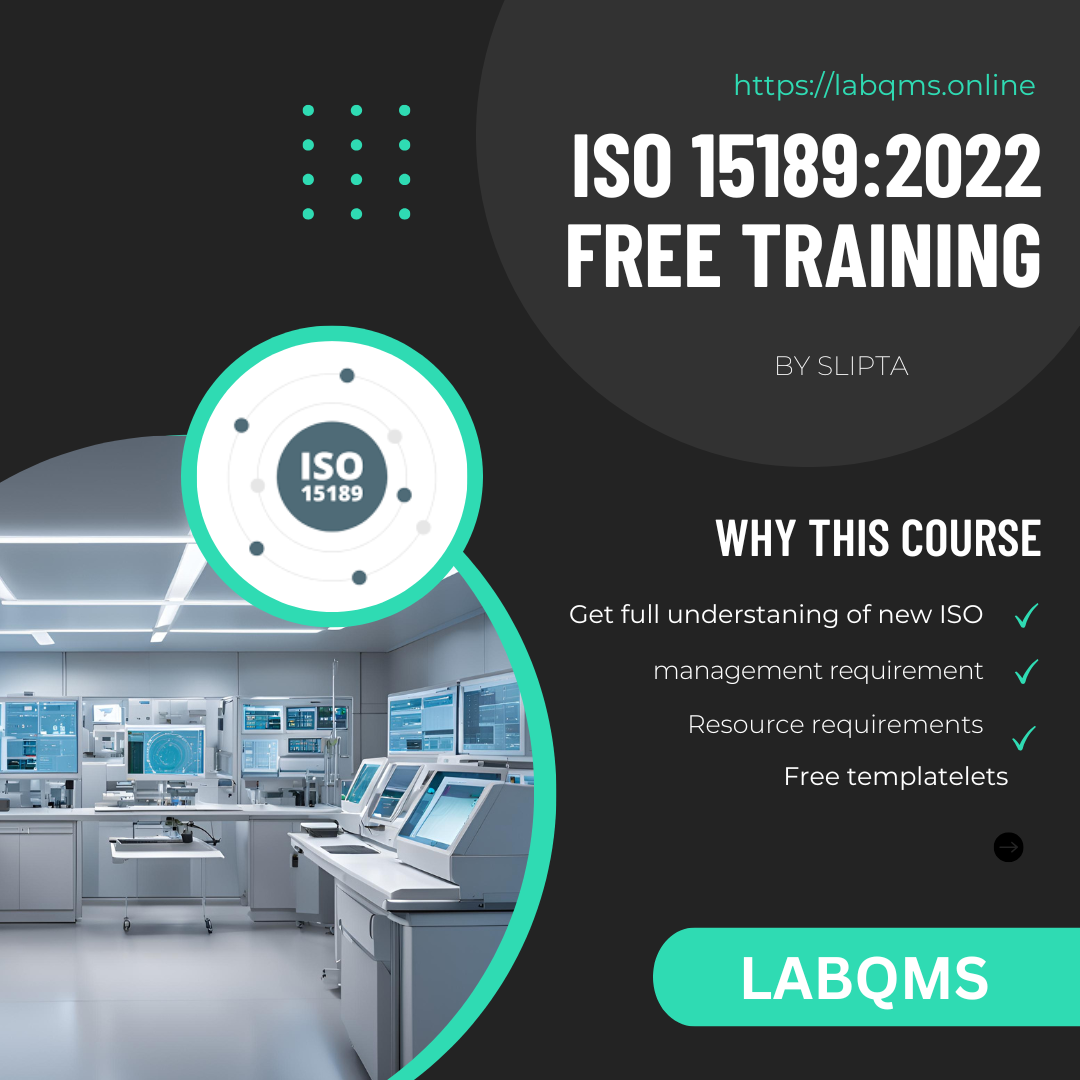 https://labqms.online
ISO 15189:2022
FREE TRAINING
BY SLIPTA
ISO
15189
WHY THIS COURSE
Get full understaning of new ISO
management requirement
Resource requirements
Free templatelets
LABQMS